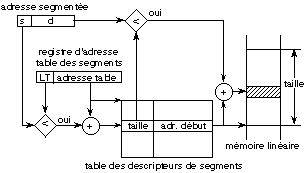 adresse segmentée
s d
oui
<
registre d'adresse
table des segments
LT adresse table
taille
<
oui
+
+
taille adr. début
mémoire linéaire
table des descripteurs de segments